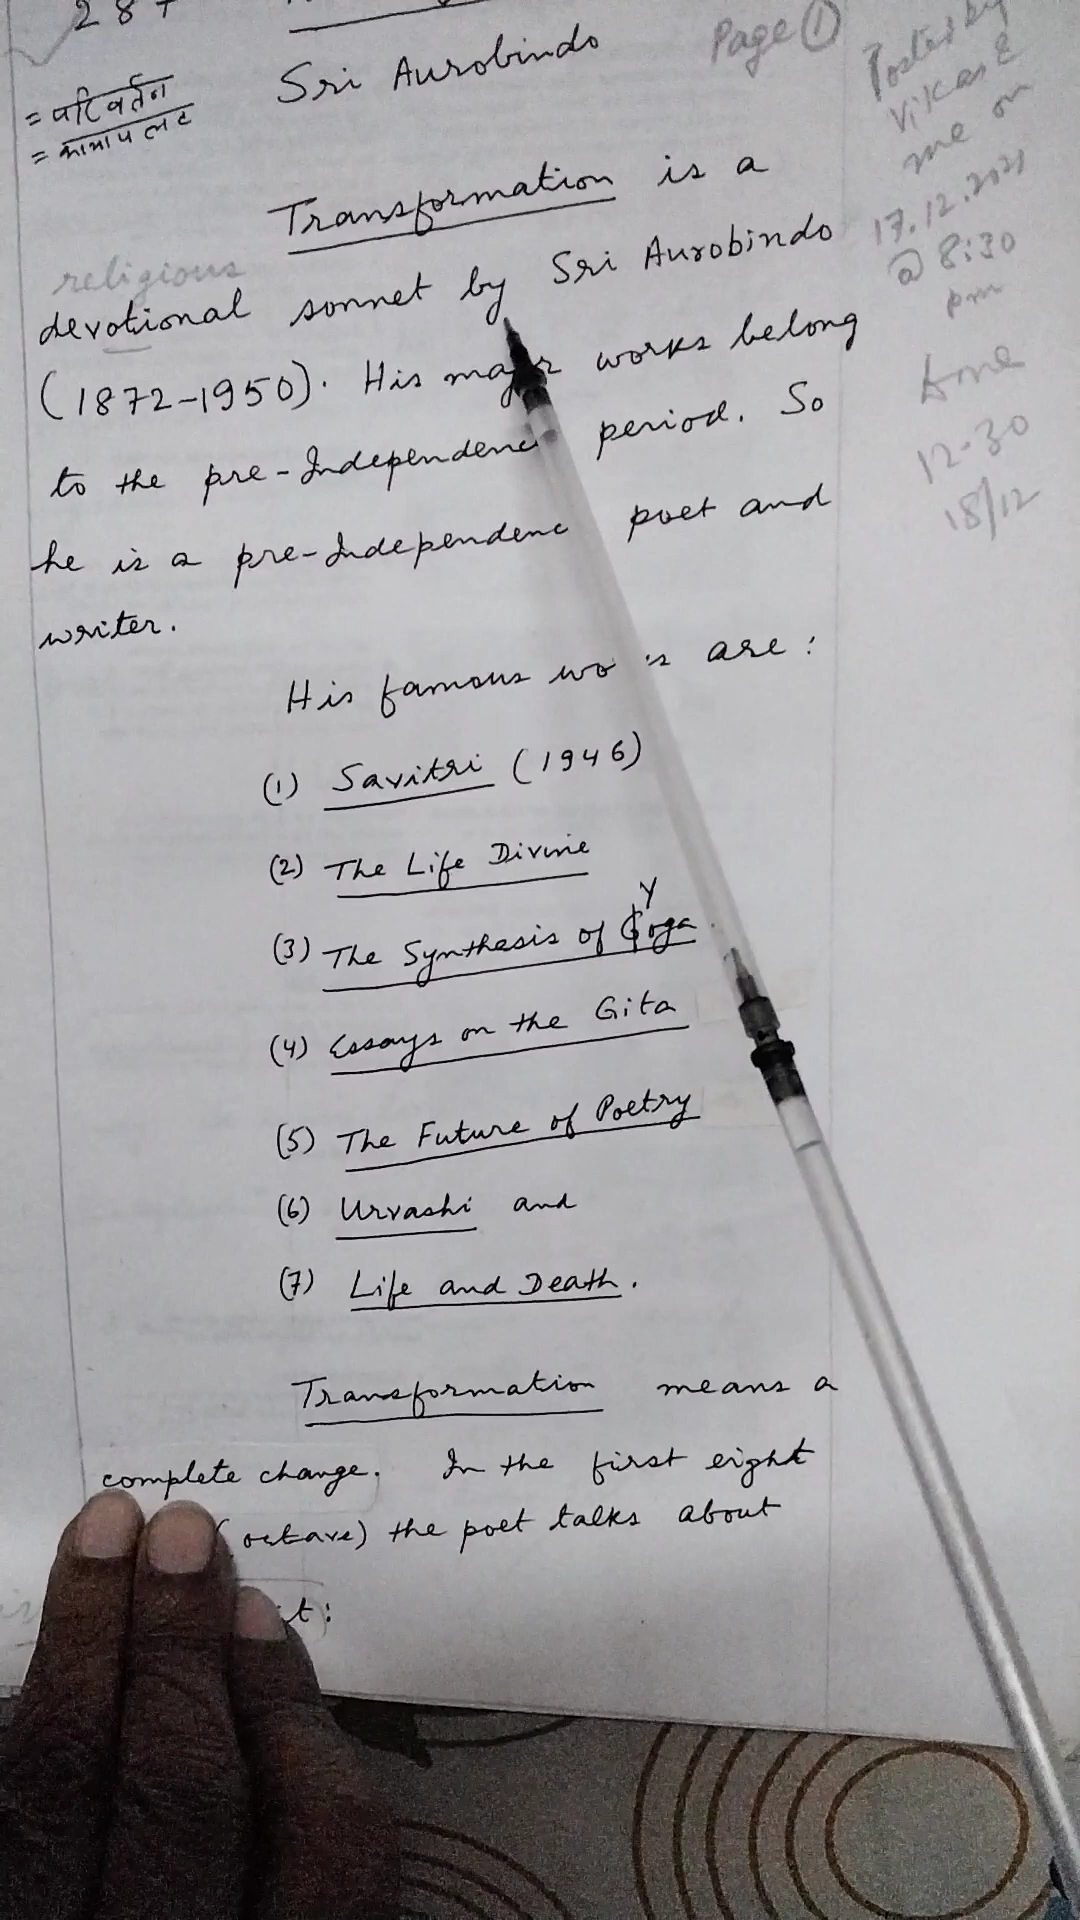 287
Sri Aurobindo
Page 1
= परिवर्तन
= कायापलट
Posted by
Vikas &
me on
17.12.2021
@ 8:30
pm
Done
12-30
18/12
Transformation is a
religious
devotional sonnet by Sri Aurobindo
(1872-1950). His major works belong
to the pre-Independence period. So
he is a pre-Independence poet and
writer.
His famous are:
(1) Savitri (1946)
(2) The Life Divine
(3) The Synthesis of Yoga
(4) Essays on the Gita
(5) The Future of Poetry
(6) Urvashi and
(7) Life and Death.
Transformation means a
complete change. In the first eight
(octave) the poet talks about